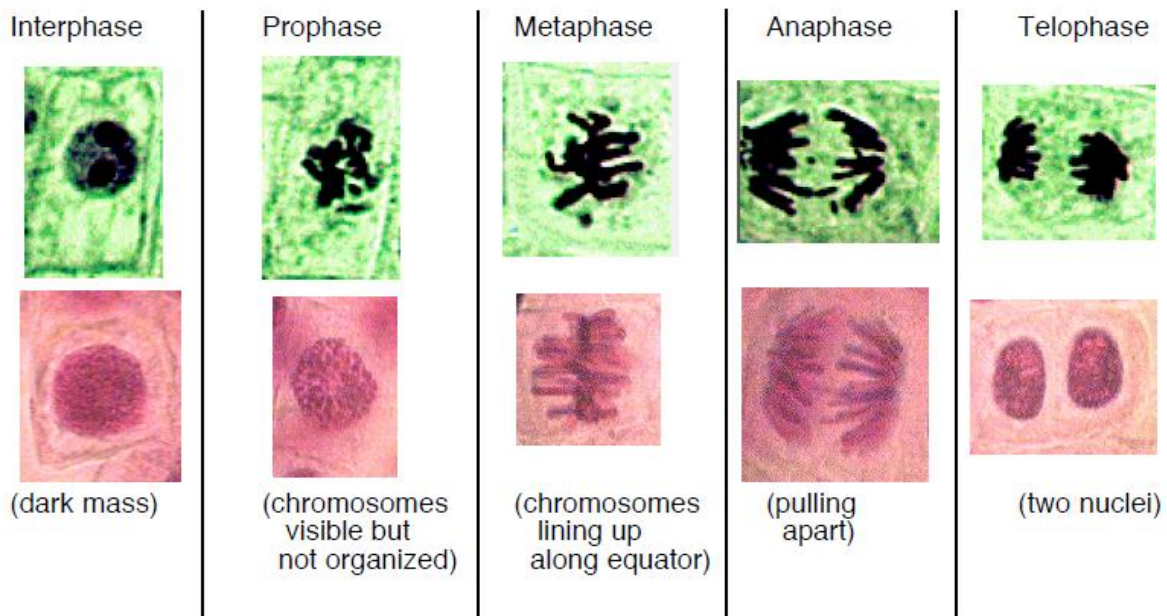 Interphase
Prophase
Metaphase
Anaphase
Telophase
(dark mass)
(chromosomes
visible but
not organized)
(chromosomes
lining up
along equator)
(pulling
apart)
(two nuclei)